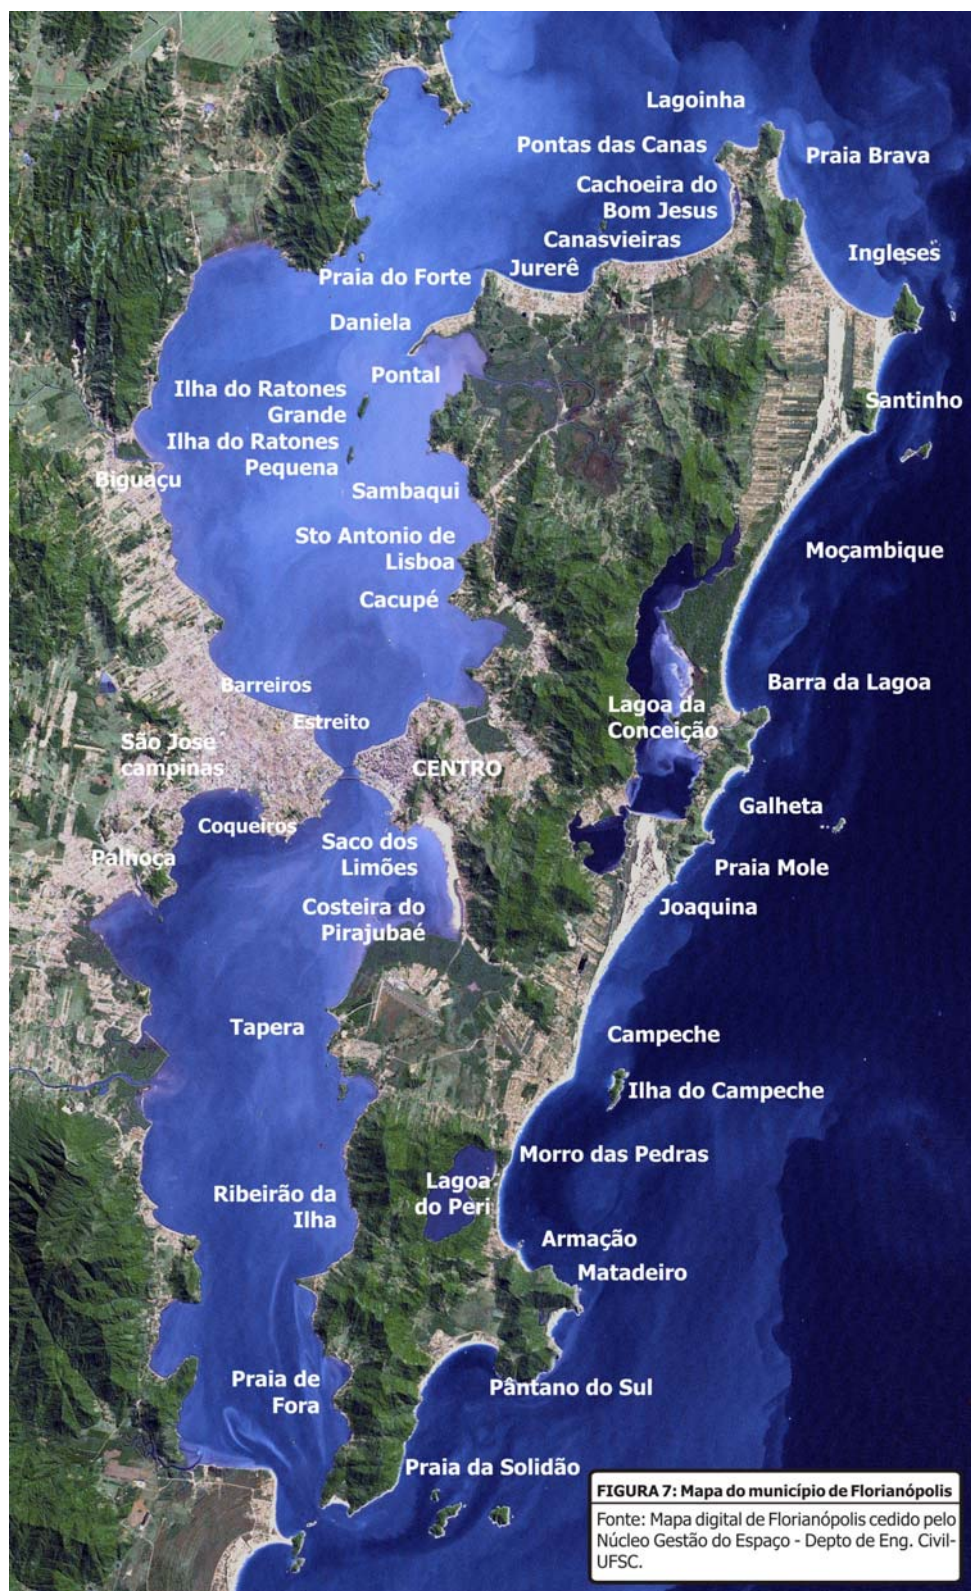 Lagoinha
Pontas das Canas
Praia Brava
Cachoeira do
Bom Jesus
Canasvieiras
Ingleses
Jurerê
Praia do Forte
Daniela
Pontal
Ilha do Ratones
Grande
Santinho
Ilha do Ratones
Pequena
Biguaçu
Sambaqui
Sto Antonio de
Lisboa
Moçambique
Cacupé
Barreiros
Barra da Lagoa
Estreito
Lagoa da
Conceição
São Jose
campinas
CENTRO
Galheta
Coqueiros
Saco dos
Limões
Palhoça
Praia Mole
Costeira do
Pirajubaé
Joaquina
Tapera
Campeche
Ilha do Campeche
Morro das Pedras
Lagoa
do Peri
Ribeirão da
Ilha
Armação
Matadeiro
Praia de
Fora
Pântano do Sul
Praia da Solidão
FIGURA 7: Mapa do município de Florianópolis
Fonte: Mapa digital de Florianópolis cedido pelo
Núcleo Gestão do Espaço - Depto de Eng. Civil-
UFSC.